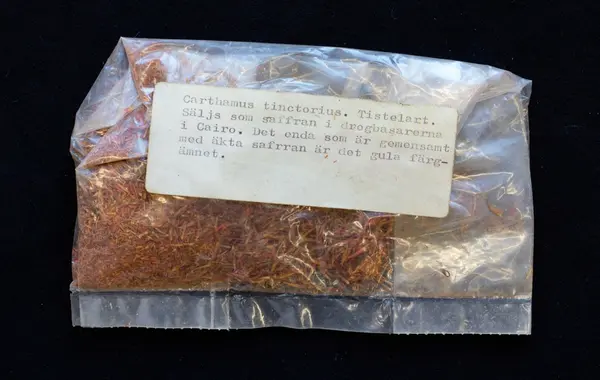 Carthamus tinctorius. Tistelart.
Säljs som saffran i drogbasarerna
i Cairo. Det enda som är gemensamt
med äkta safrran är det gula färg-
ämnet.